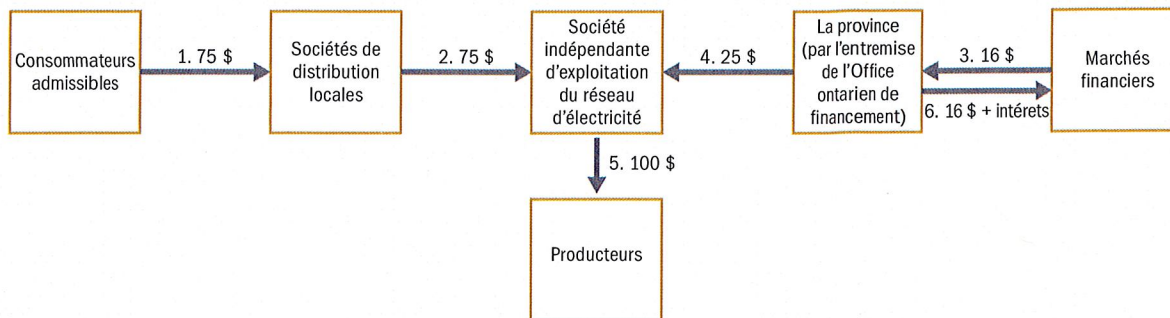 Consommateurs
admissibles
1. 75 $
Sociétés de
distribution
locales
2. 75 $
Société
indépendante
d'exploitation
du réseau
d'électricité
4. 25 $
La province
(par l'entremise
de l'Office
ontarien de
financement)
3. 16 $
6. 16 $ + intérets
Marchés
financiers
5. 100 $
Producteurs